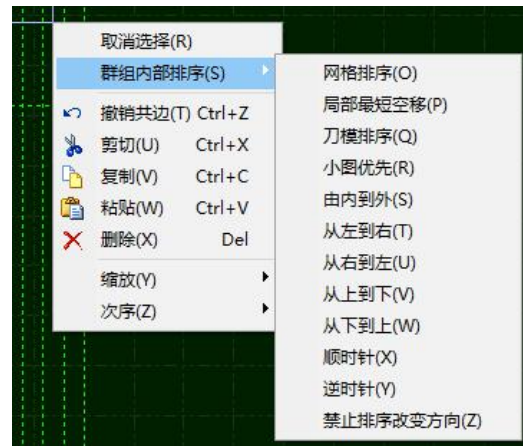 取消选择(R)
群组内部排序(S)
撤销共边(T) Ctrl+Z
剪切(U) Ctrl+X
复制(V) Ctrl+C
粘贴(W) Ctrl+V
删除(X) Del
缩放(Y)
次序(Z)
网格排序(O)
局部最短空移(P)
刀模排序(Q)
小图优先(R)
由内到外(S)
从左到右(T)
从右到左(U)
从上到下(V)
从下到上(W)
顺时针(X)
逆时针(Y)
禁止排序改变方向(Z)